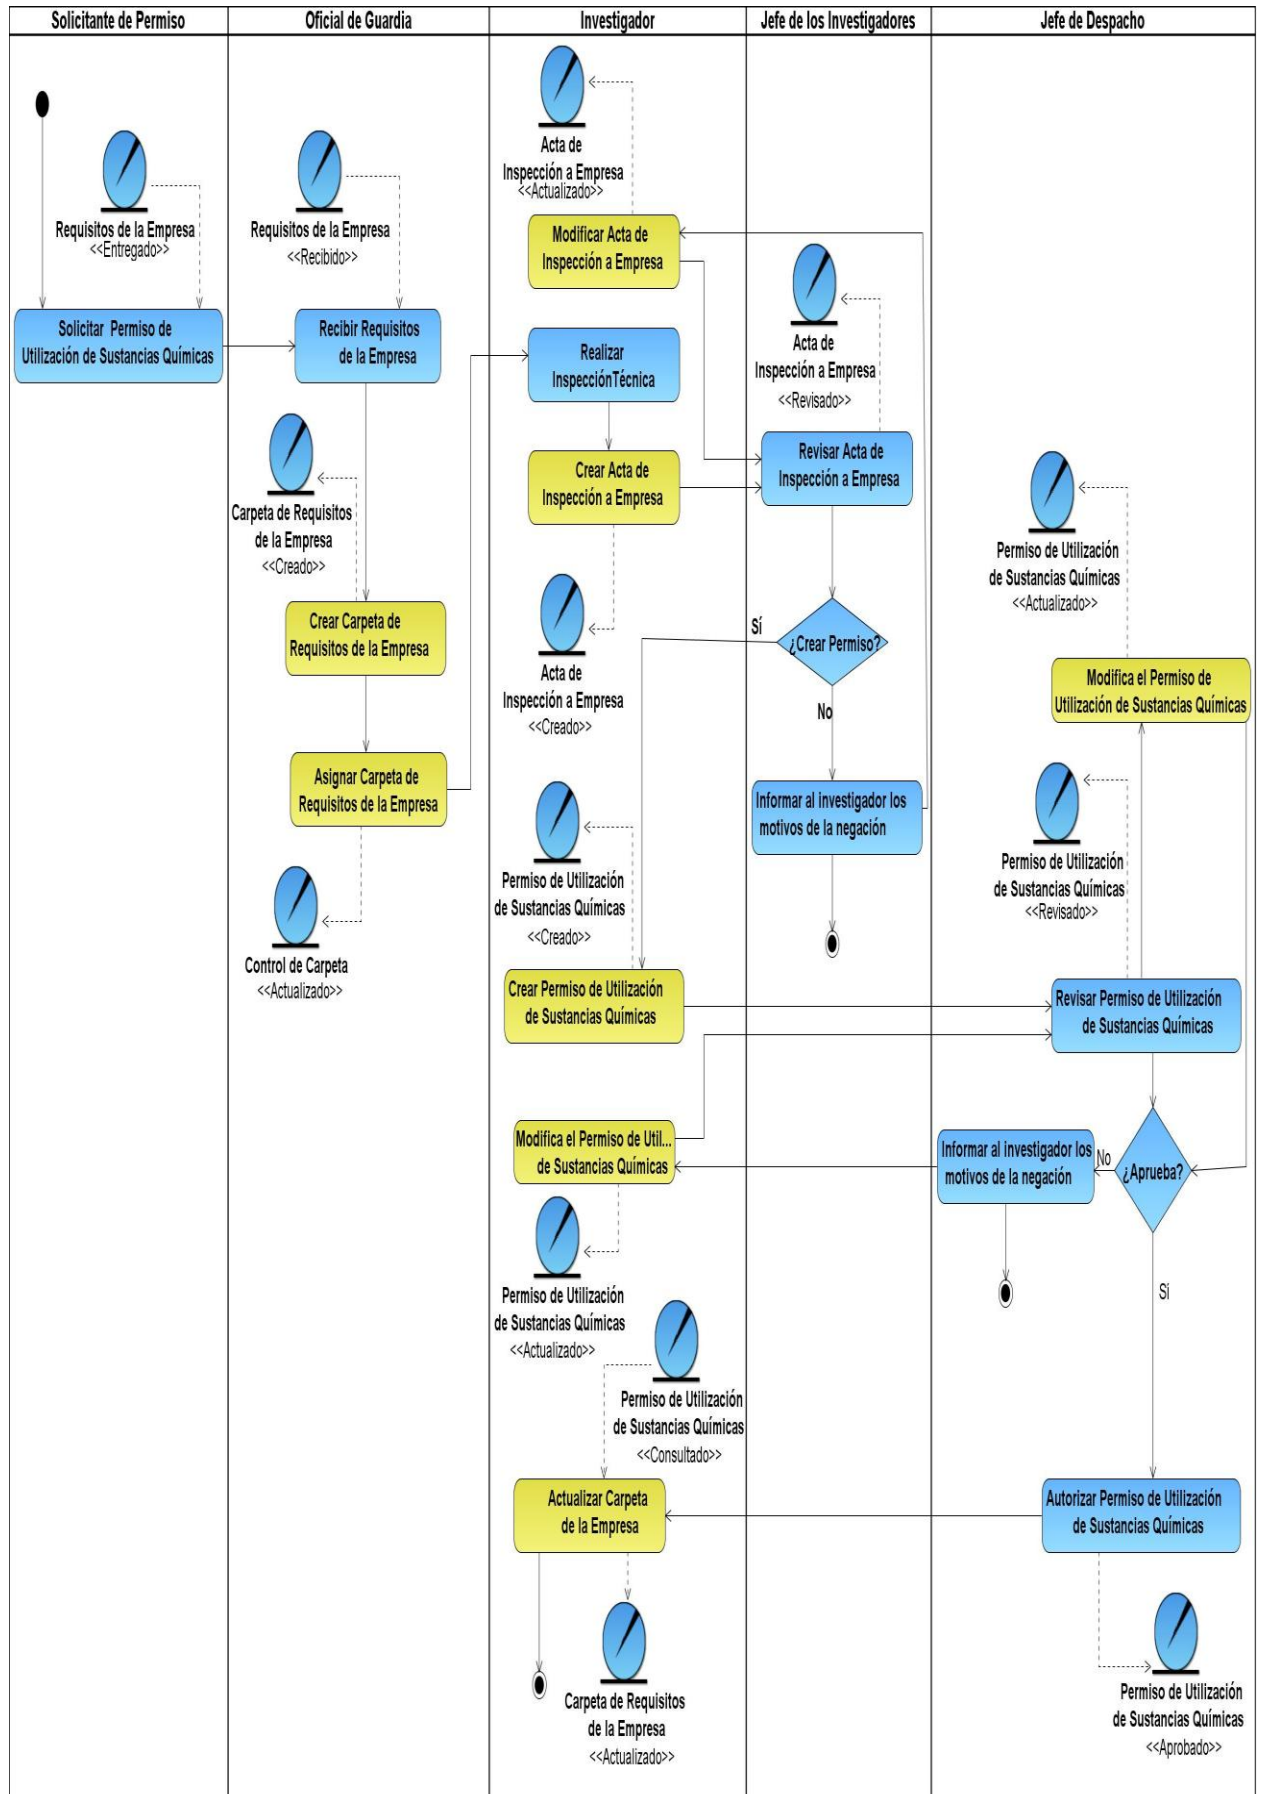 Solicitante de Permiso
Oficial de Guardia
Investigador
Jefe de los Investigadores
Jefe de Despacho
Requisitos de la Empresa
<<Entregado>>
Solicitar Permiso de
Utilización de Sustancias Químicas
Requisitos de la Empresa
<<Recibido>>
Recibir Requisitos
de la Empresa
Carpeta de Requisitos
de la Empresa
<<Creado>>
Crear Carpeta de
Requisitos de la Empresa
Asignar Carpeta de
Requisitos de la Empresa
Control de Carpeta
<<Actualizado>>
Acta de
Inspección a Empresa
<<Actualizado>>
Modificar Acta de
Inspección a Empresa
Realizar
InspecciónTécnica
Crear Acta de
Inspección a Empresa
Acta de
Inspección a Empresa
<<Creado>>
Permiso de Utilización
de Sustancias Químicas
<<Creado>>
Crear Permiso de Utilización
de Sustancias Químicas
Modifica el Permiso de Util...
de Sustancias Químicas
Permiso de Utilización
de Sustancias Químicas
<<Actualizado>>
Permiso de Utilización
de Sustancias Químicas
<<Consultado>>
Actualizar Carpeta
de la Empresa
Carpeta de Requisitos
de la Empresa
<<Actualizado>>
Acta de
Inspección a Empresa
<<Revisado>>
Revisar Acta de
Inspección a Empresa
Sí
¿Crear Permiso?
No
Informar al investigador los
motivos de la negación
Permiso de Utilización
de Sustancias Químicas
<<Actualizado>>
Modifica el Permiso de
Utilización de Sustancias Químicas
Permiso de Utilización
de Sustancias Químicas
<<Revisado>>
Revisar Permiso de Utilización
de Sustancias Químicas
Informar al investigador los
motivos de la negación
No
¿Aprueba?
Sí
Autorizar Permiso de Utilización
de Sustancias Químicas
Permiso de Utilización
de Sustancias Químicas
<<Aprobado>>